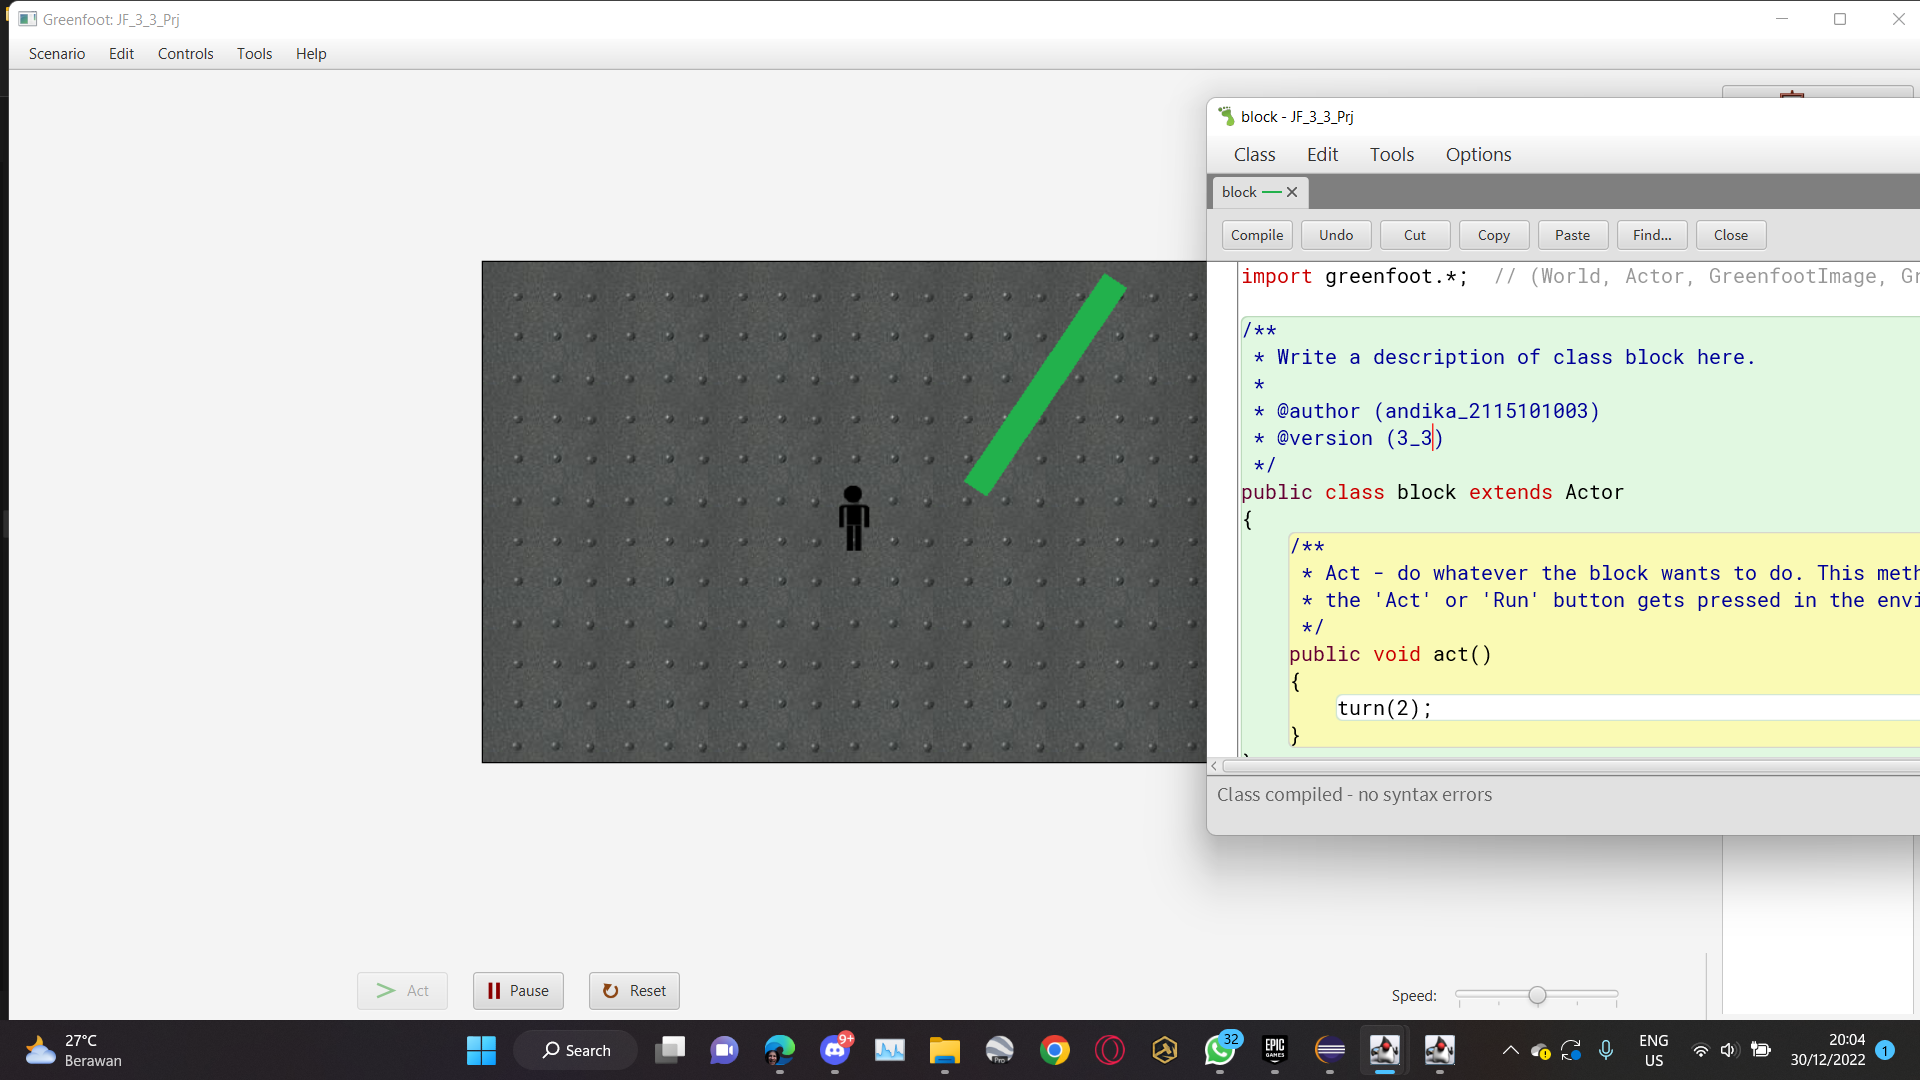 Greenfoot: JF_3_3_Prj
Scenario Edit Controls Tools Help
block - JF_3_3_Prj
Class Edit Tools Options
block
Compile Undo Cut Copy Paste Find... Close
import greenfoot.*;  // (World, Actor, GreenfootImage, Gr
/**
 * Write a description of class block here.
 *
 * @author (andika_2115101003)
 * @version (3_3)
 */
public class block extends Actor
{
    /**
     * Act - do whatever the block wants to do. This meth
     * the 'Act' or 'Run' button gets pressed in the envi
     */
    public void act()
    {
        turn(2);
    }
Class compiled - no syntax errors
Act Pause Reset Speed:
27°C
Berawan
Search
9+
Pro
32
EPIC
GAMES
ENG
US
20:04
30/12/2022
1